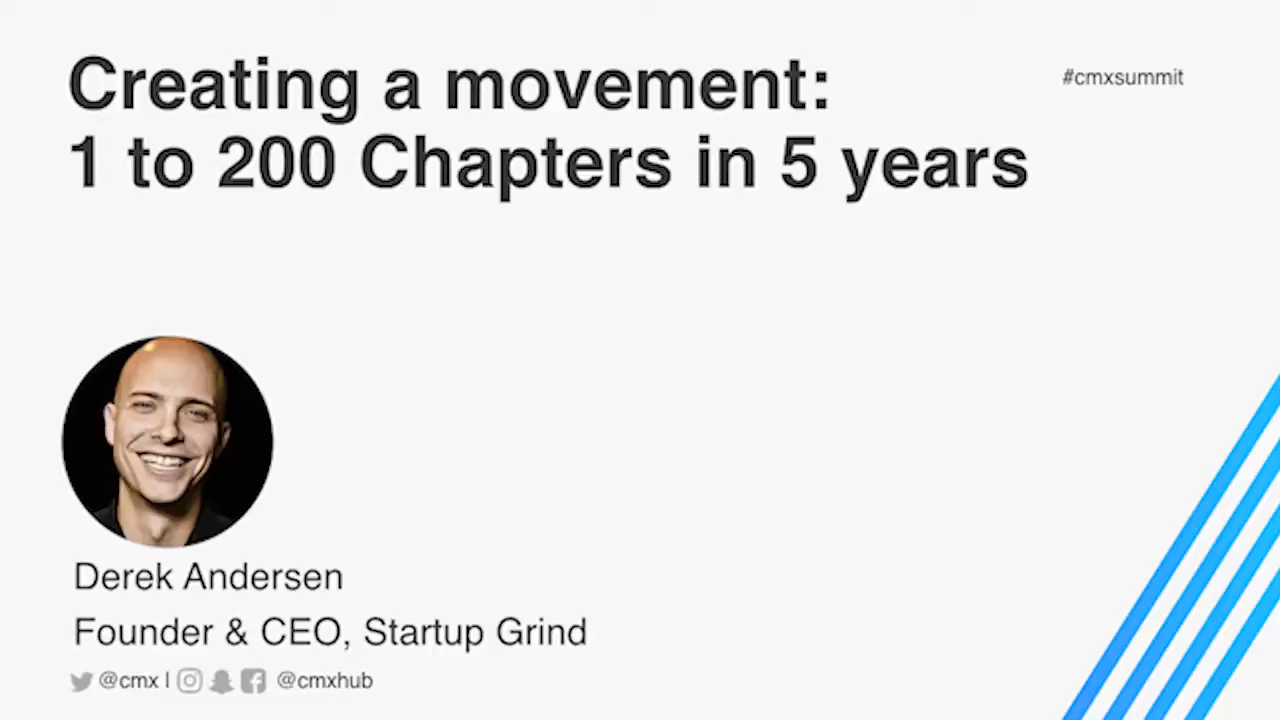 Creating a movement:
1 to 200 Chapters in 5 years
#cmxsummit
Derek Andersen
Founder & CEO, Startup Grind
@cmx | @cmxhub